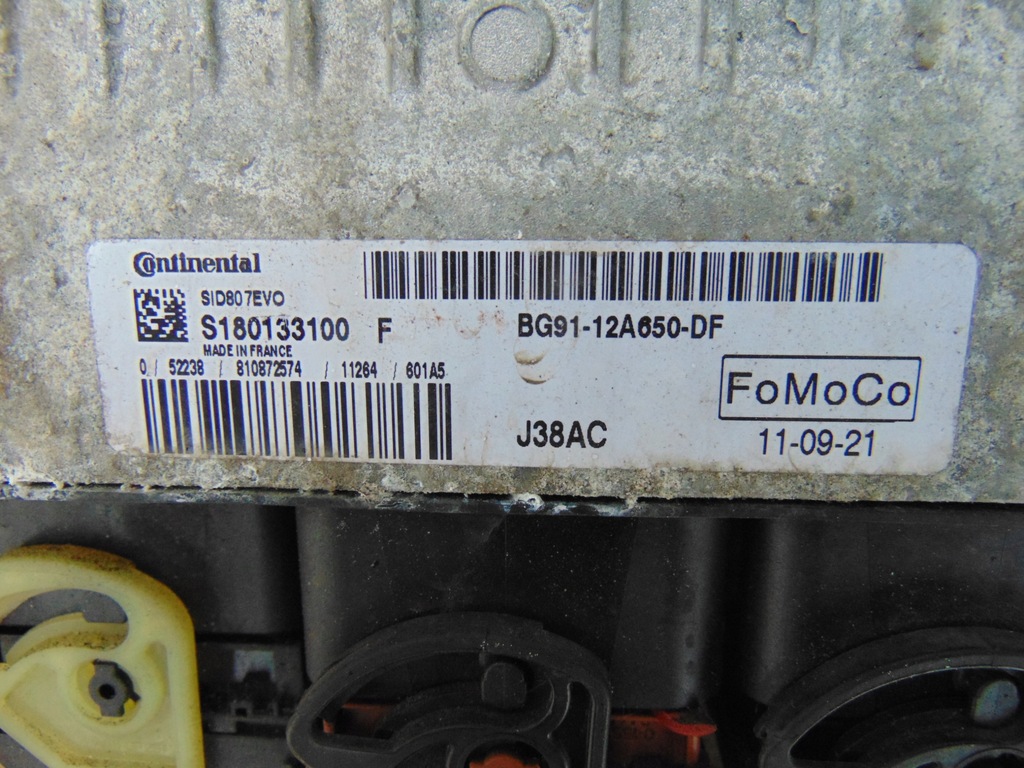 Continental
SID807EVO
S180133100 F BG91-12A650-DF
MADE IN FRANCE
0 / 52238 / 810872574 / 11264 / 601A5
FoMoCo
J38AC
11-09-21